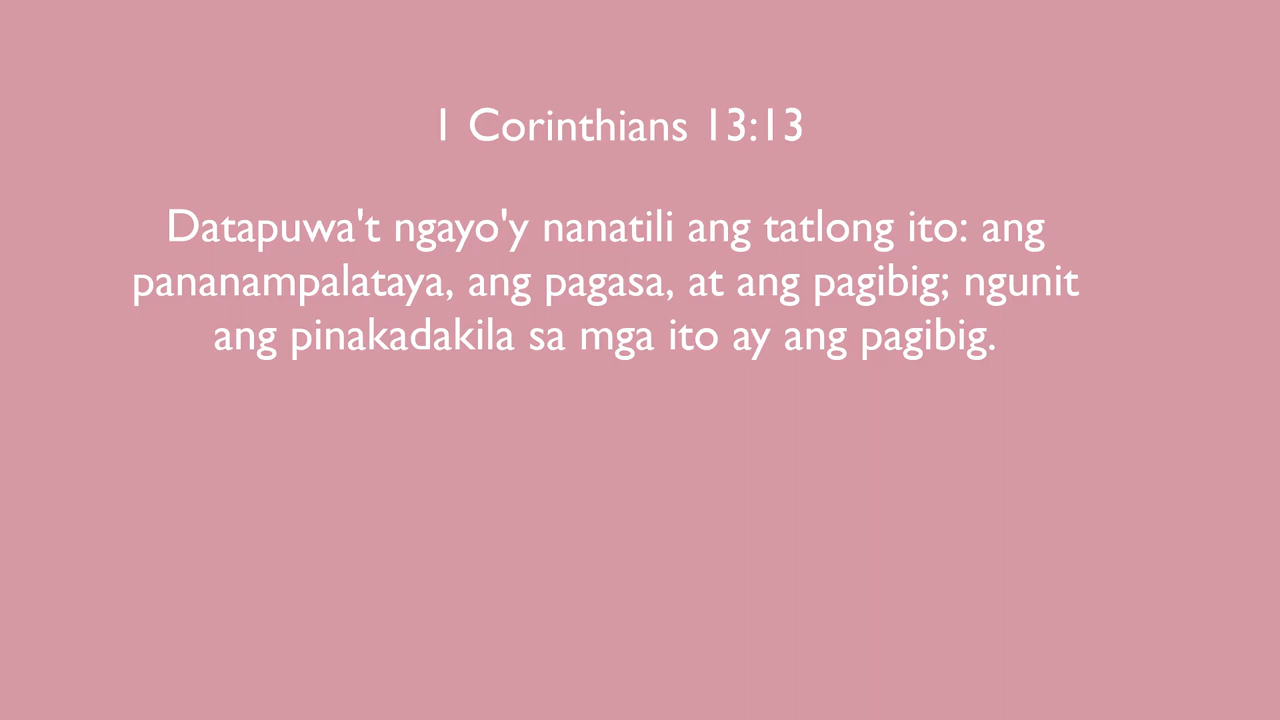 1 Corinthians 13:13
Datapuwa't ngayo'y nanatili ang tatlong ito: ang
pananampalataya, ang pagasa, at ang pagibig; ngunit
ang pinakadakila sa mga ito ay ang pagibig.